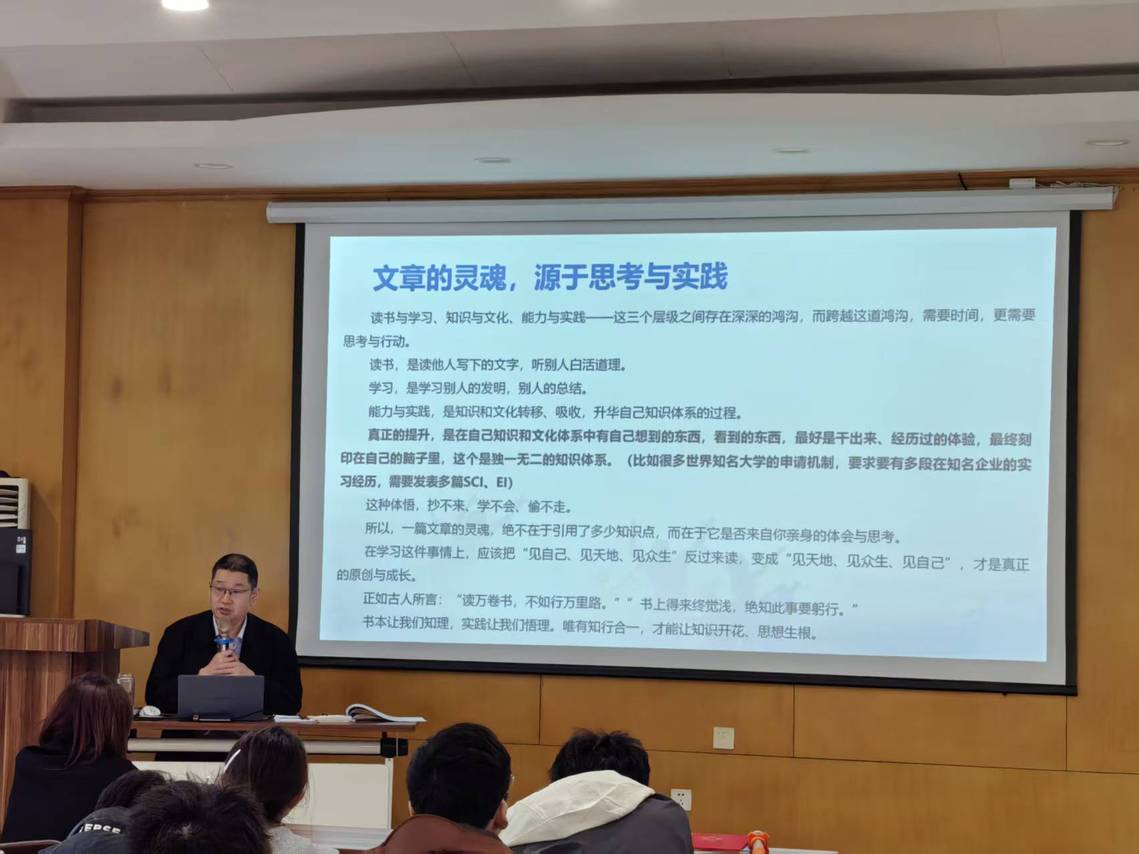 文章的灵魂，源于思考与实践
读书与学习、知识与文化、能力与实践——这三个层级之间存在深深的鸿沟，而跨越这道鸿沟，需要时间，更需要
思考与行动。
读书，是读他人写下的文字，听别人白活道理。
学习，是学习别人的发明，别人的总结。
能力与实践，是知识和文化转移、吸收，升华自己知识体系的过程。
真正的提升，是在自己知识和文化体系中有自己想到的东西，看到的东西，最好是干出来、经历过的体验，最终刻
印在自己的脑子里，这个是独一无二的知识体系。（比如很多世界知名大学的申请机制，要求要有多段在知名企业的实
习经历，需要发表多篇SCI、EI）
这种体悟，抄不来、学不会、偷不走。
所以，一篇文章的灵魂，绝不在于引用了多少知识点，而在于它是否来自你亲身的体会与思考。
在学习这件事情上，应该把“见自己、见天地、见众生”反过来读，变成“见天地、见众生、见自己”，才是真正
的原创与成长。
正如古人所言：“读万卷书，不如行万里路。”“书上得来终觉浅，绝知此事要躬行。”
书本让我们知理，实践让我们悟理。唯有知行合一，才能让知识开花、思想生根。